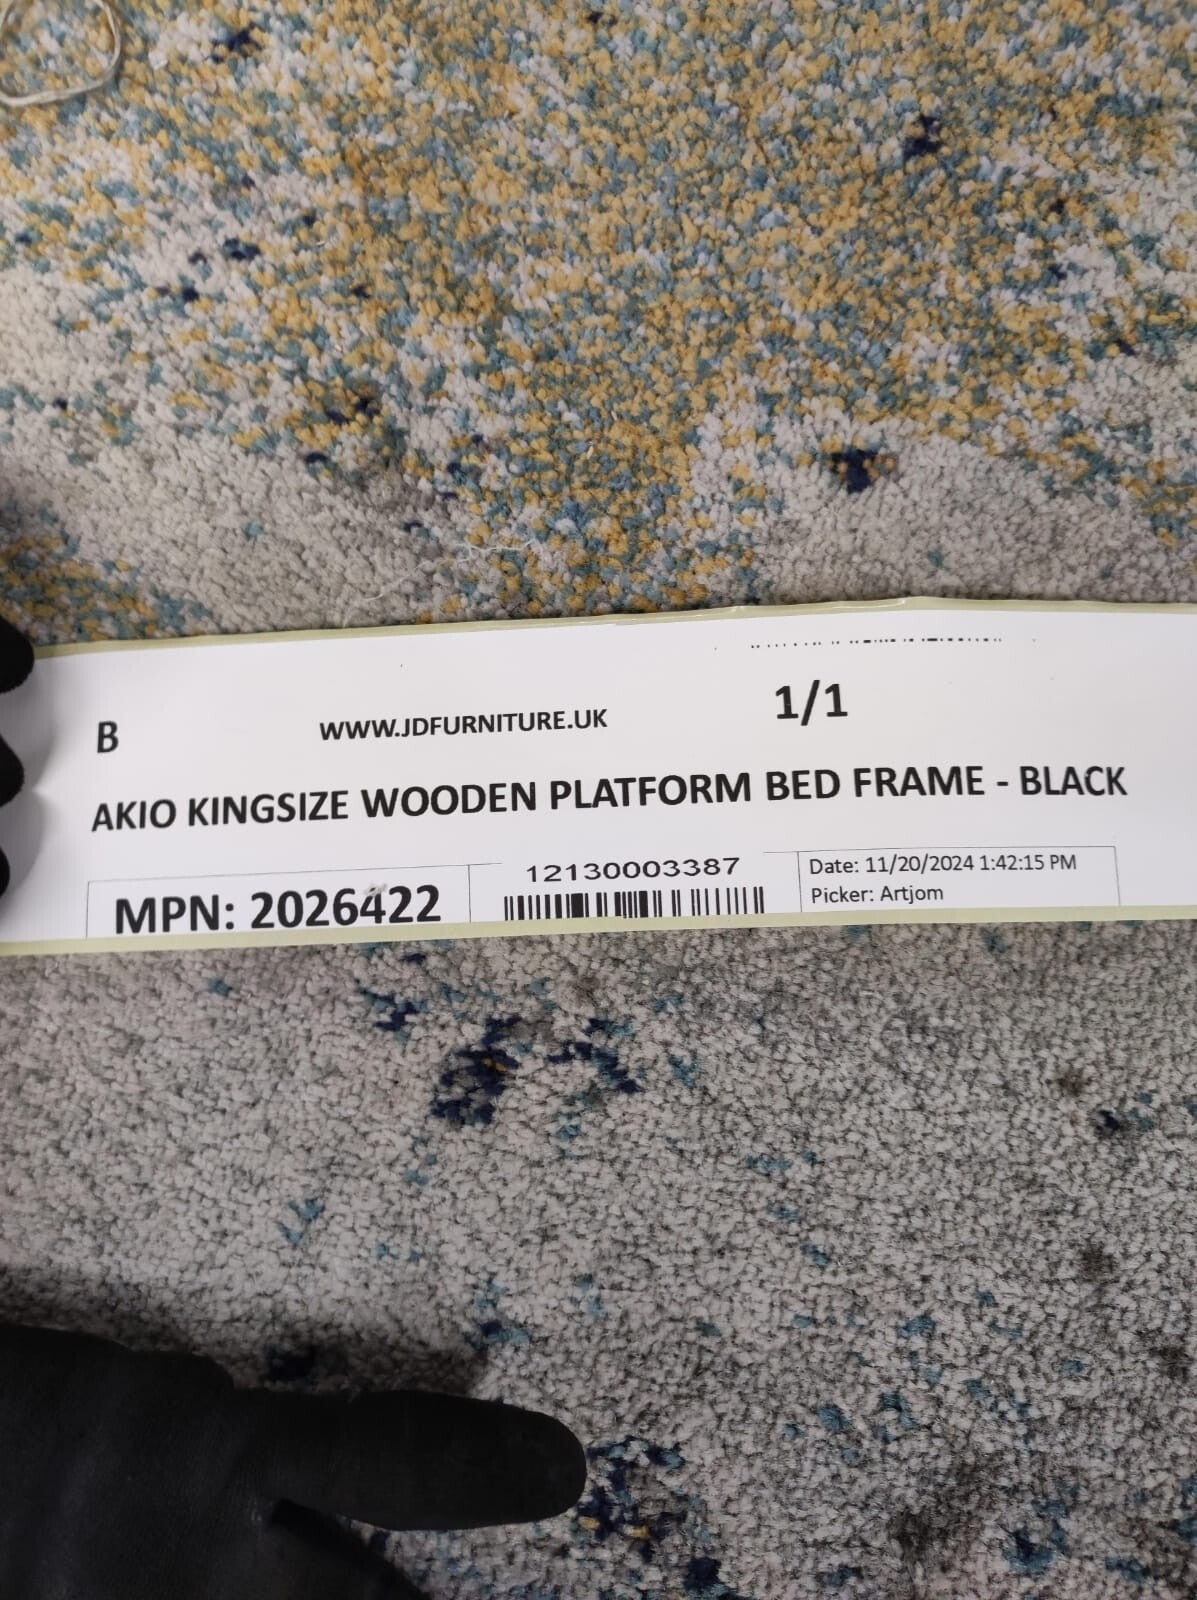 B WWW.JDFURNITURE.UK 1/1
AKIO KINGSIZE WOODEN PLATFORM BED FRAME - BLACK
MPN: 2026422
12130003387
Date: 11/20/2024 1:42:15 PM
Picker: Artjom